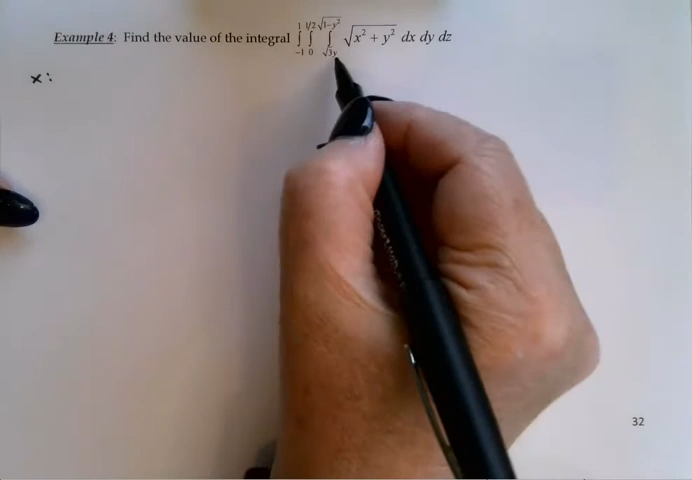 Example 4: Find the value of the integral ∫_{-1}^{1} ∫_{0}^{1/2} ∫_{√3y}^{√1-y²} √x² + y² dx dy dz
x:
32